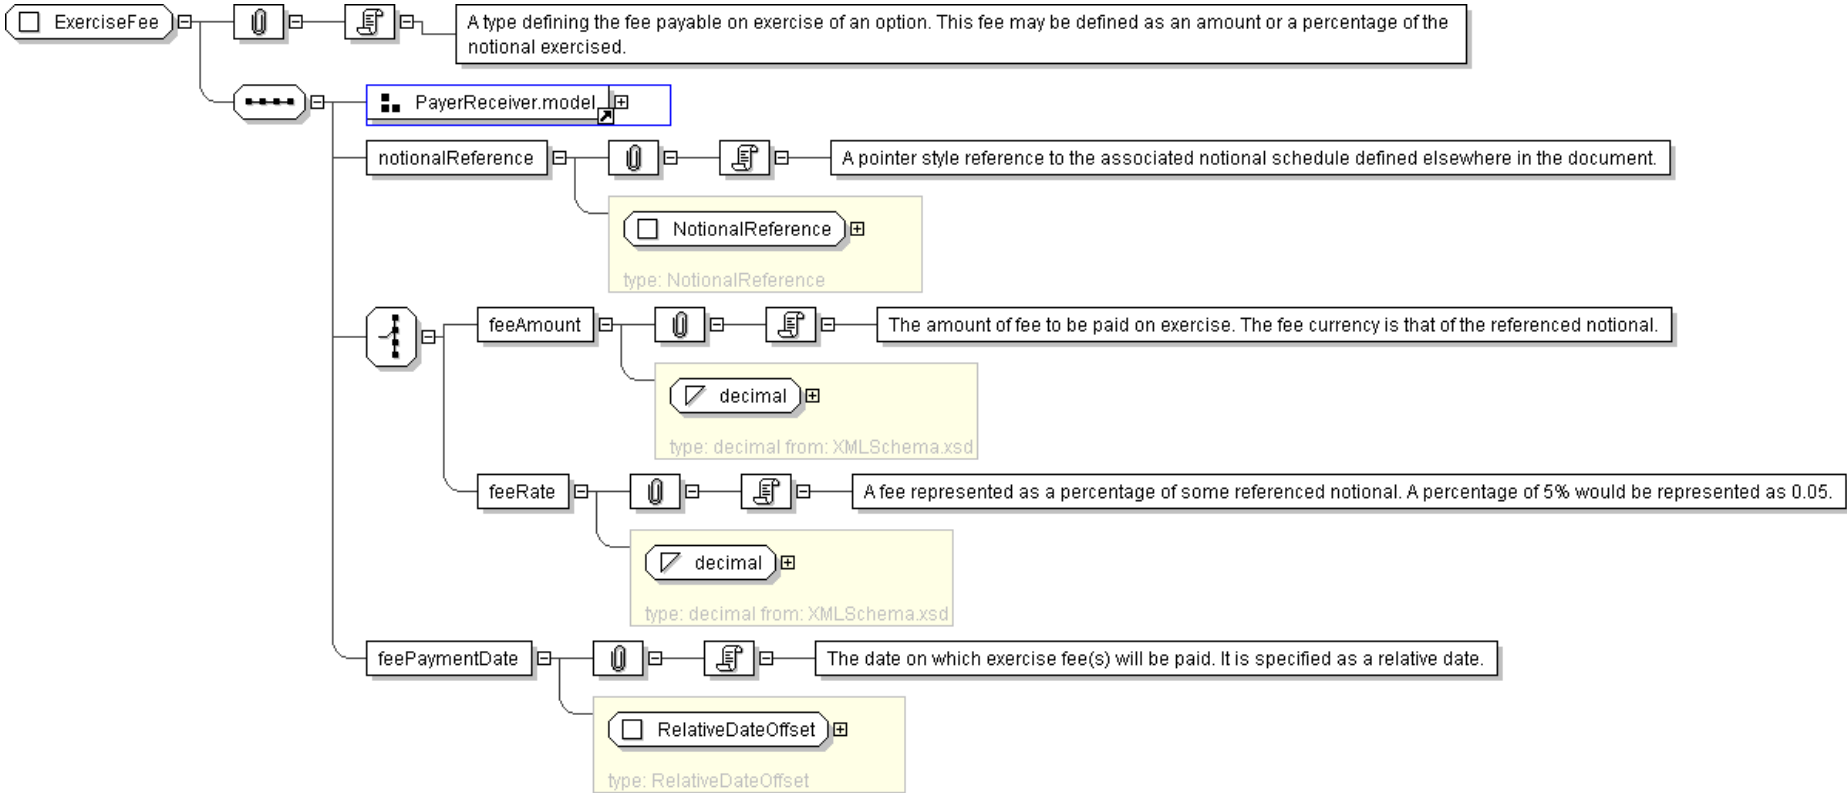 ExerciseFee
A type defining the fee payable on exercise of an option. This fee may be defined as an amount or a percentage of the
notional exercised.
PayerReceiver.model
notionalReference
A pointer style reference to the associated notional schedule defined elsewhere in the document.
NotionalReference
type: NotionalReference
feeAmount
The amount of fee to be paid on exercise. The fee currency is that of the referenced notional.
decimal
type: decimal from: XMLSchema.xsd
feeRate
A fee represented as a percentage of some referenced notional. A percentage of 5% would be represented as 0.05.
decimal
type: decimal from: XMLSchema.xsd
feePaymentDate
The date on which exercise fee(s) will be paid. It is specified as a relative date.
RelativeDateOffset
type: RelativeDateOffset